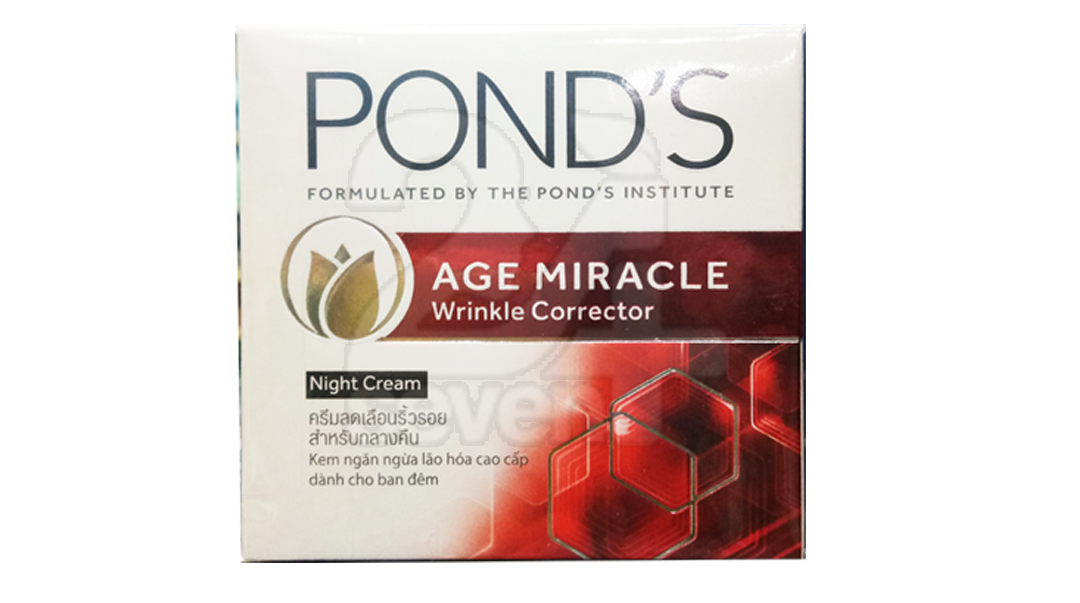 POND'S
FORMULATED BY THE POND'S INSTITUTE
AGE MIRACLE
Wrinkle Corrector
Night Cream
ครีมลดเลือนริ้วรอย
สำหรับกลางคืน
Kem ngăn ngừa lão hóa cao cấp
dành cho ban đêm